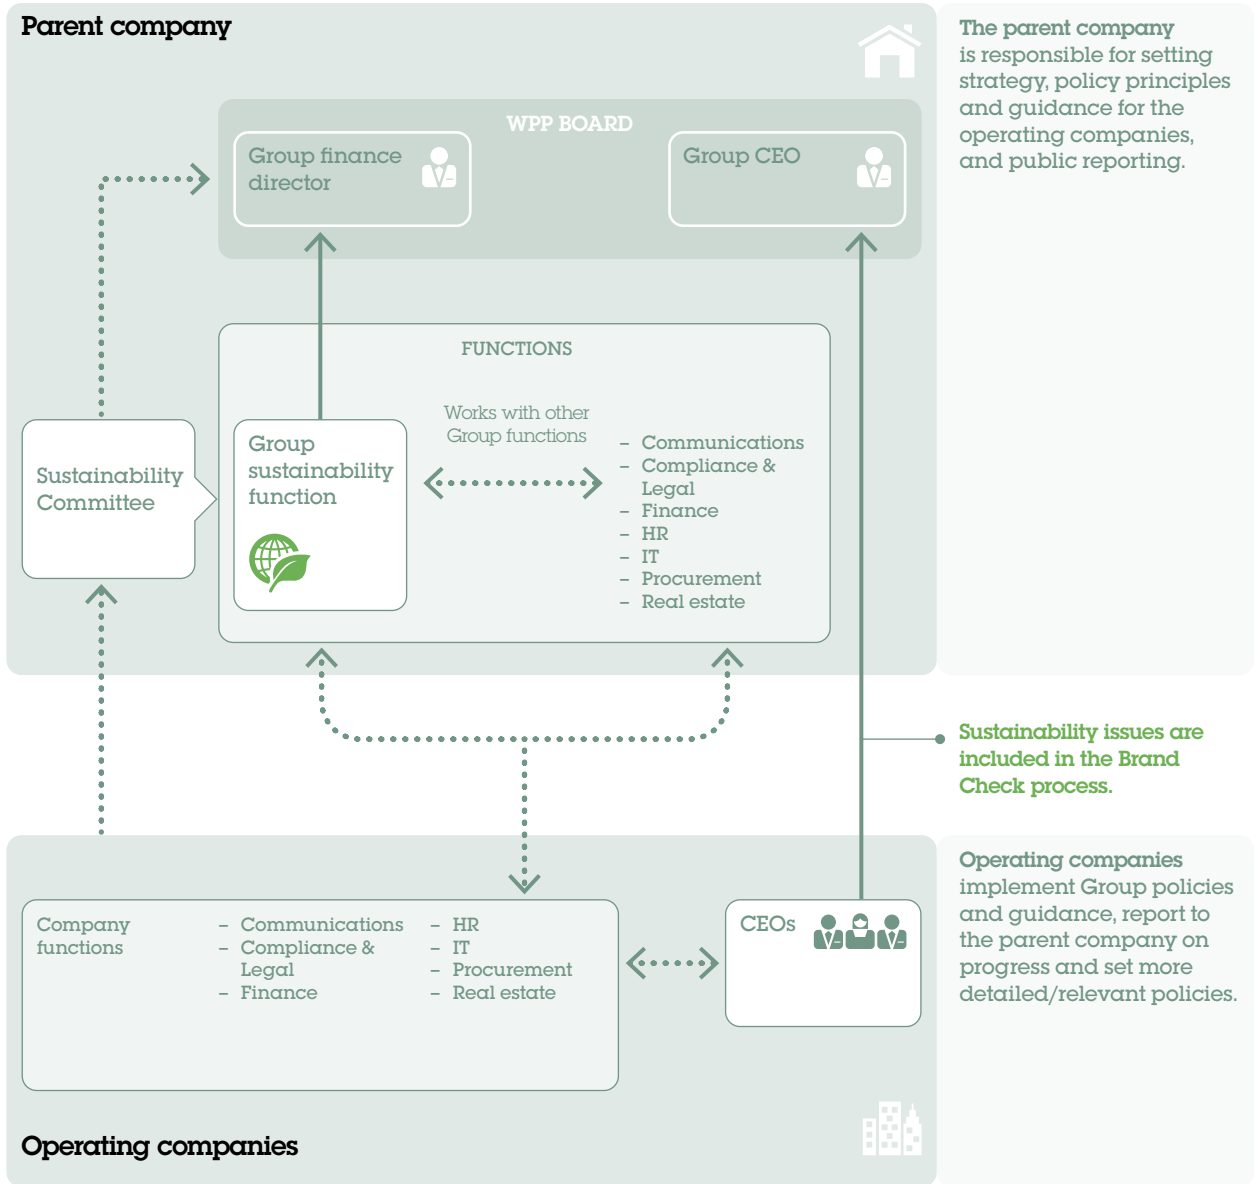 Parent company
The parent company
is responsible for setting
strategy, policy principles
and guidance for the
operating companies,
and public reporting.
WPP BOARD
Group finance
director
Group CEO
FUNCTIONS
Sustainability
Committee
Group
sustainability
function
Works with other
Group functions
– Communications
– Compliance &
Legal
– Finance
– HR
– IT
– Procurement
– Real estate
Sustainability issues are
included in the Brand
Check process.
Company
functions
– Communications
– Compliance &
Legal
– Finance
– HR
– IT
– Procurement
– Real estate
CEOs
Operating companies
implement Group policies
and guidance, report to
the parent company on
progress and set more
detailed/relevant policies.
Operating companies